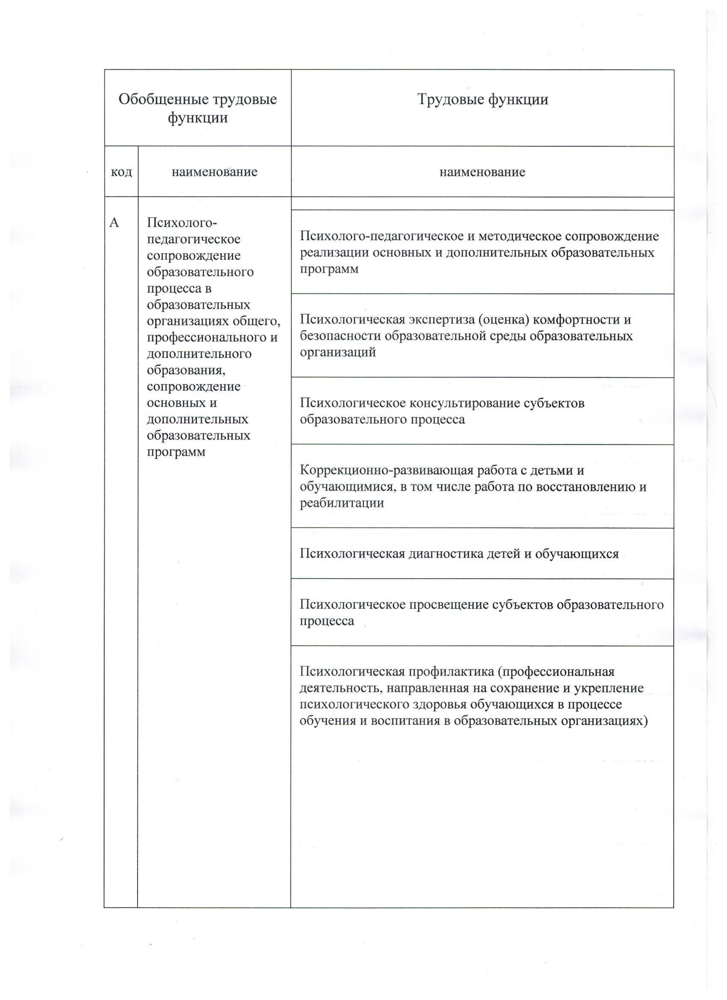 Обобщенные трудовые
функции
Трудовые функции
код
наименование
наименование
А
Психолого-
педагогическое
сопровождение
образовательного
процесса в
образовательных
организациях общего,
профессионального и
дополнительного
образования,
сопровождение
основных и
дополнительных
образовательных
программ
Психолого-педагогическое и методическое сопровождение
реализации основных и дополнительных образовательных
программ
Психологическая экспертиза (оценка) комфортности и
безопасности образовательной среды образовательных
организаций
Психологическое консультирование субъектов
образовательного процесса
Коррекционно-развивающая работа с детьми и
обучающимися, в том числе работа по восстановлению и
реабилитации
Психологическая диагностика детей и обучающихся
Психологическое просвещение субъектов образовательного
процесса
Психологическая профилактика (профессиональная
деятельность, направленная на сохранение и укрепление
психологического здоровья обучающихся в процессе
обучения и воспитания в образовательных организациях)